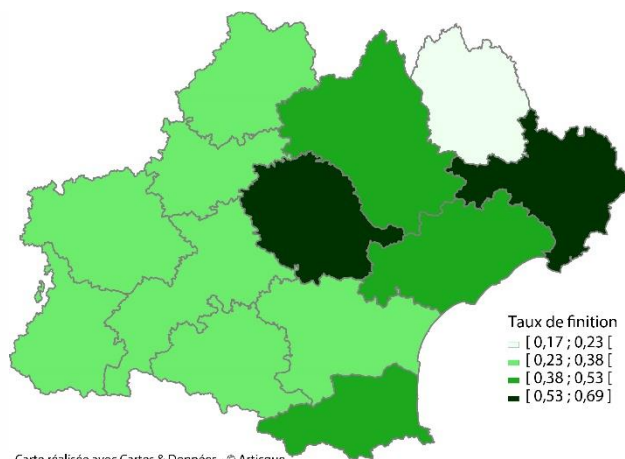 Taux de finition
[ 0,17 ; 0,23 [
[ 0,23 ; 0,38 [
[ 0,38 ; 0,53 [
[ 0,53 ; 0,69 ]
Carte réalisée avec Cartes & Données - © Articque